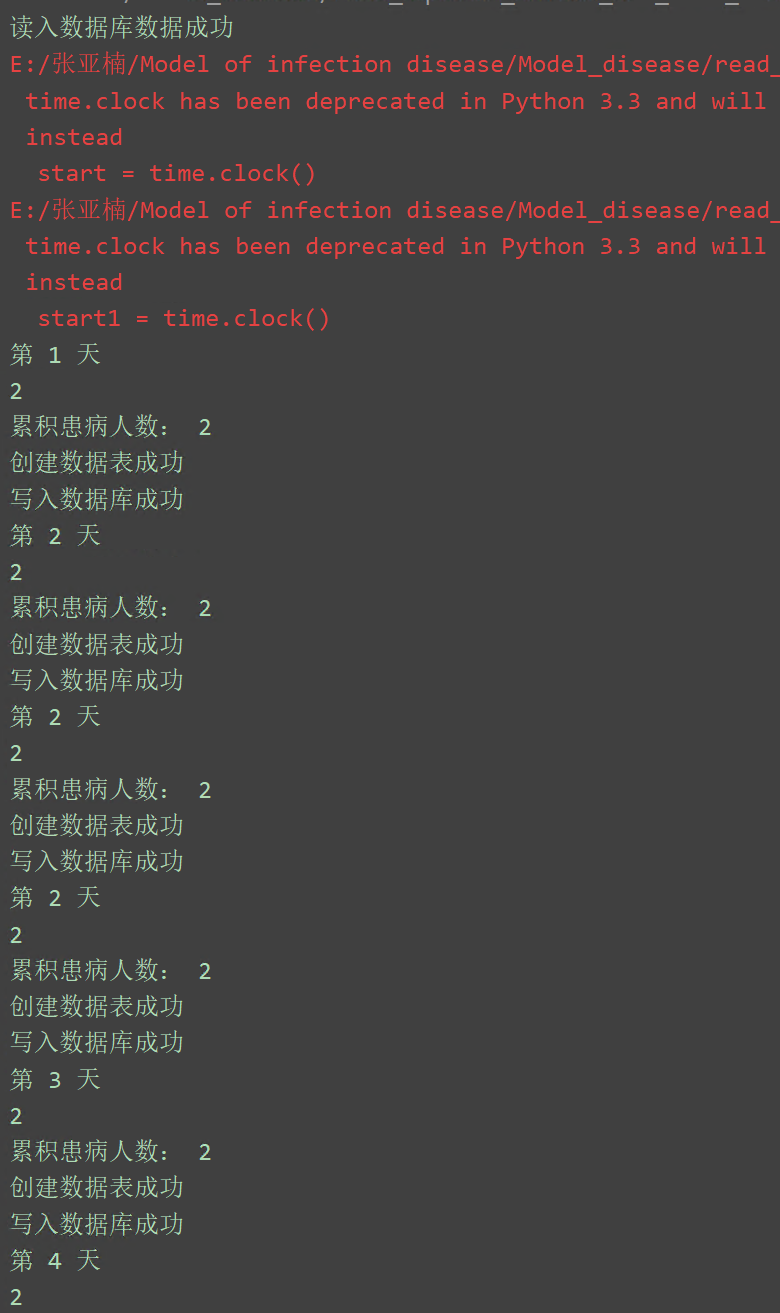 读入数据库数据成功
E:/张亚楠/Model of infection disease/Model_disease/read_
time.clock has been deprecated in Python 3.3 and will
instead
start = time.clock()
E:/张亚楠/Model of infection disease/Model_disease/read_
time.clock has been deprecated in Python 3.3 and will
instead
start1 = time.clock()
第 1 天
2
累积患病人数： 2
创建数据表成功
写入数据库成功
第 2 天
2
累积患病人数： 2
创建数据表成功
写入数据库成功
第 2 天
2
累积患病人数： 2
创建数据表成功
写入数据库成功
第 2 天
2
累积患病人数： 2
创建数据表成功
写入数据库成功
第 3 天
2
累积患病人数： 2
创建数据表成功
写入数据库成功
第 4 天
2